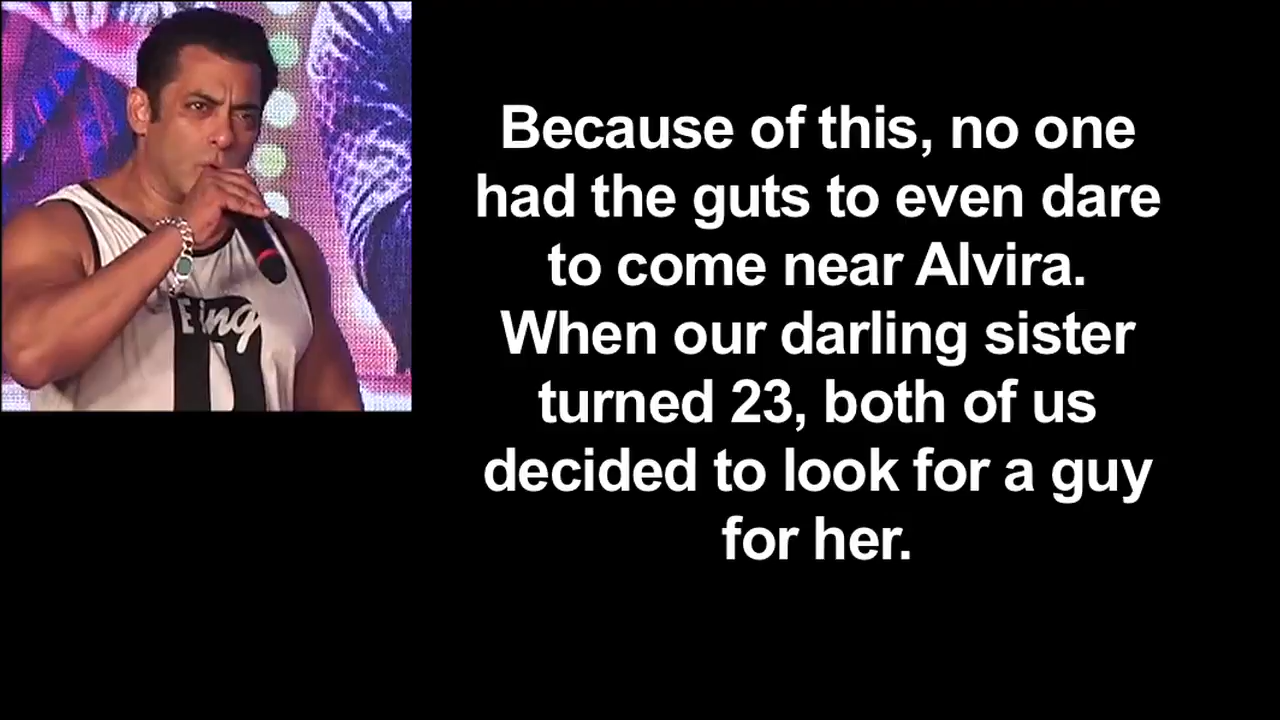 Because of this, no one
had the guts to even dare
to come near Alvira.
When our darling sister
turned 23, both of us
decided to look for a guy
for her.
Being